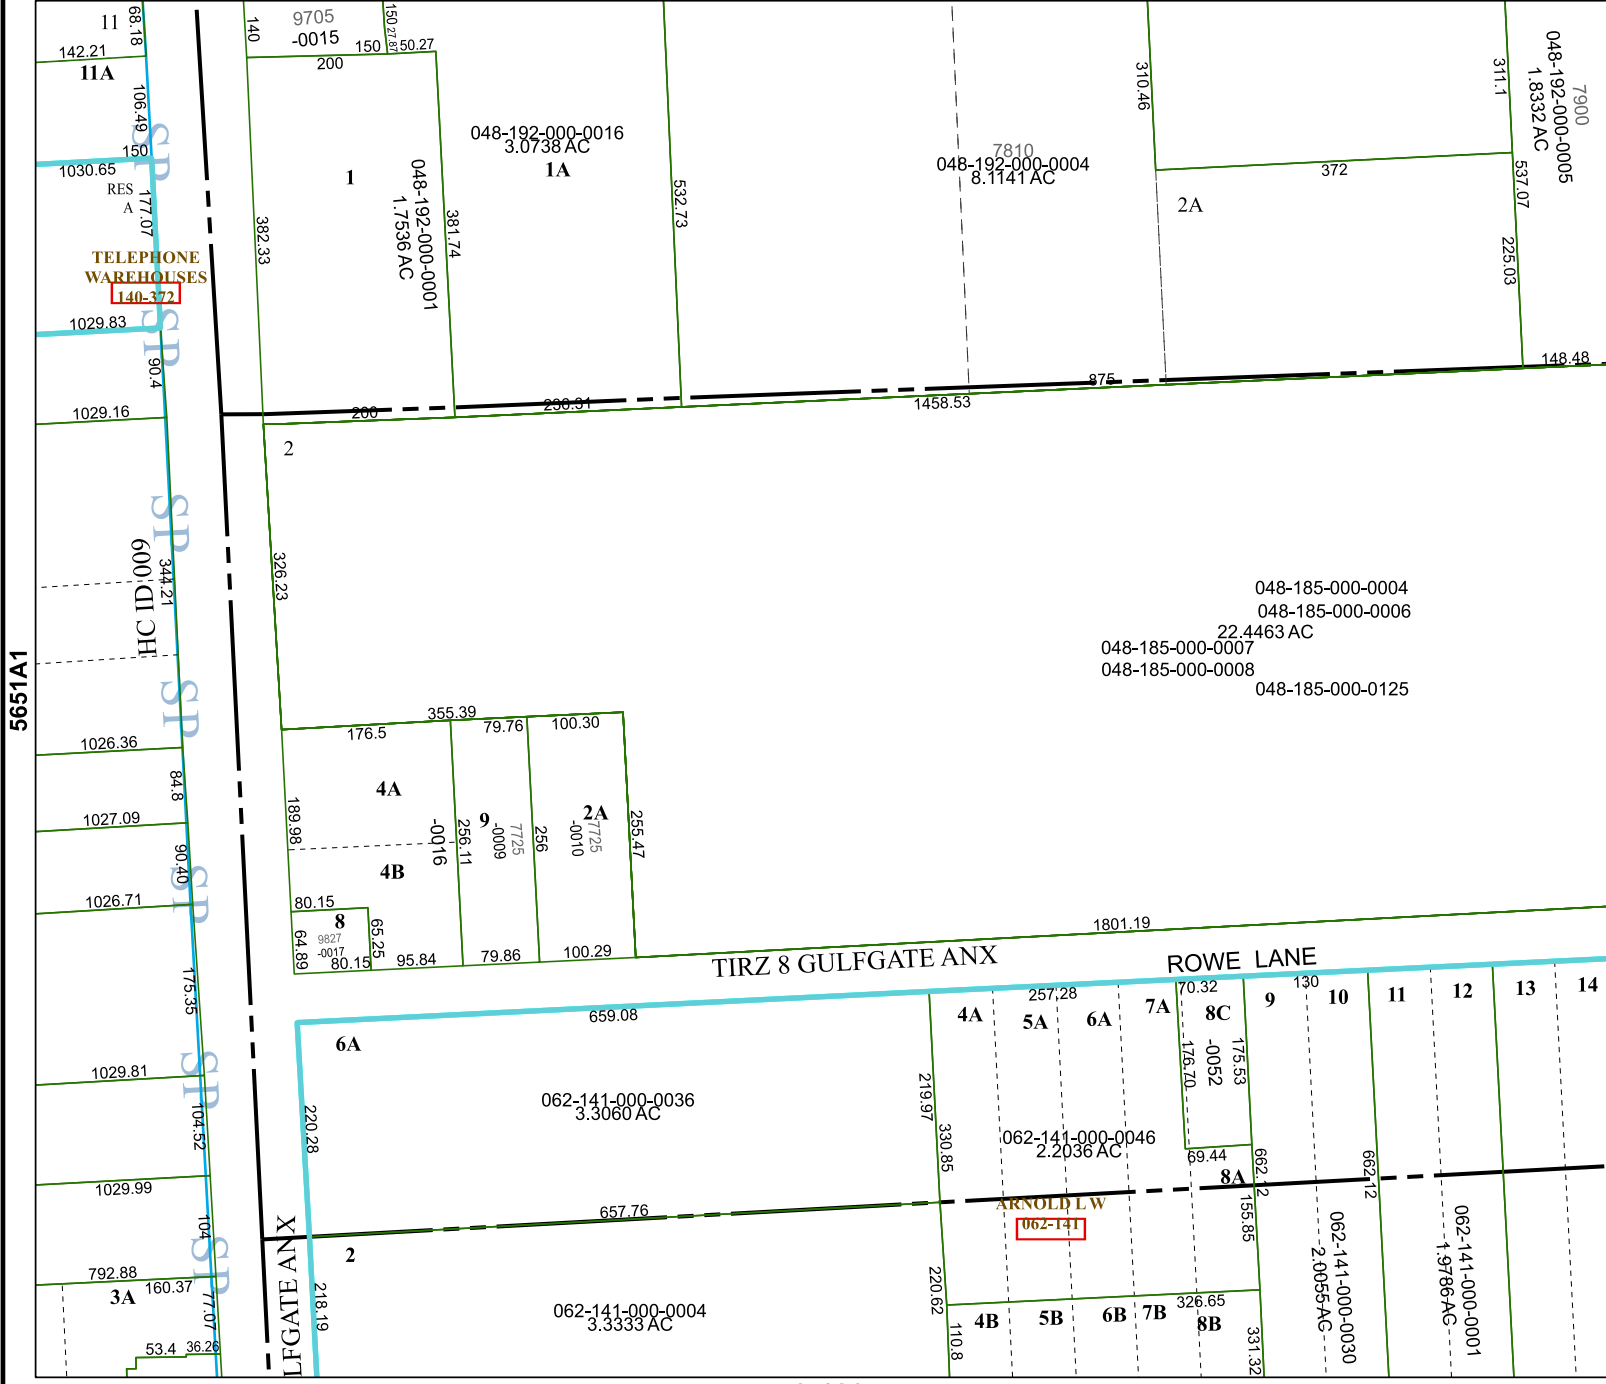 11
68.18
142.21
11A
106.49
150
1030.65
RES
A
177.07
TELEPHONE
WAREHOUSES
140-372
1029.83
90.4
1029.16
SP
SP
SP
SP
SP
SP
SP
HC ID 009
344.21
5651A1
1026.36
84.8
1027.09
90.40
1026.71
175.35
1029.81
104.52
1029.99
104
792.88
160.37
3A
77.07
53.4
36.26
140
9705
-0015
150
150
27.87
50.27
200
1
382.33
048-192-000-0001
1.7536 AC
381.74
048-192-000-0016
3.0738 AC
1A
532.73
7810
048-192-000-0004
8.1141 AC
310.46
2A
372
311.1
537.07
225.03
7900
048-192-000-0005
1.8332 AC
148.48
875
1458.53
236.31
200
2
326.23
048-185-000-0004
048-185-000-0006
22.4463 AC
048-185-000-0007
048-185-000-0008
048-185-000-0125
355.39
176.5
79.76
100.30
4A
189.98
-0016
256.11
9
-0009
7725
256
2A
-0010
7725
255.47
4B
80.15
8
9827
-0017
64.89
65.25
80.15
95.84
79.86
100.29
1801.19
TIRZ 8 GULFGATE ANX
ROWE LANE
659.08
6A
220.28
062-141-000-0036
3.3060 AC
219.97
330.85
657.76
2
218.19
LFGATE ANX
062-141-000-0004
3.3333 AC
220.62
110.8
4A
257.28
5A
6A
7A
70.32
8C
-0052
176.70
175.53
69.44
062-141-000-0046
2.2036 AC
8A
ARNOLD L W
062-141
662.12
155.85
326.65
4B
5B
6B
7B
8B
331.32
9
130
10
11
12
13
14
662.12
062-141-000-0030
2.0055 AC
062-141-000-0001
1.9786 AC